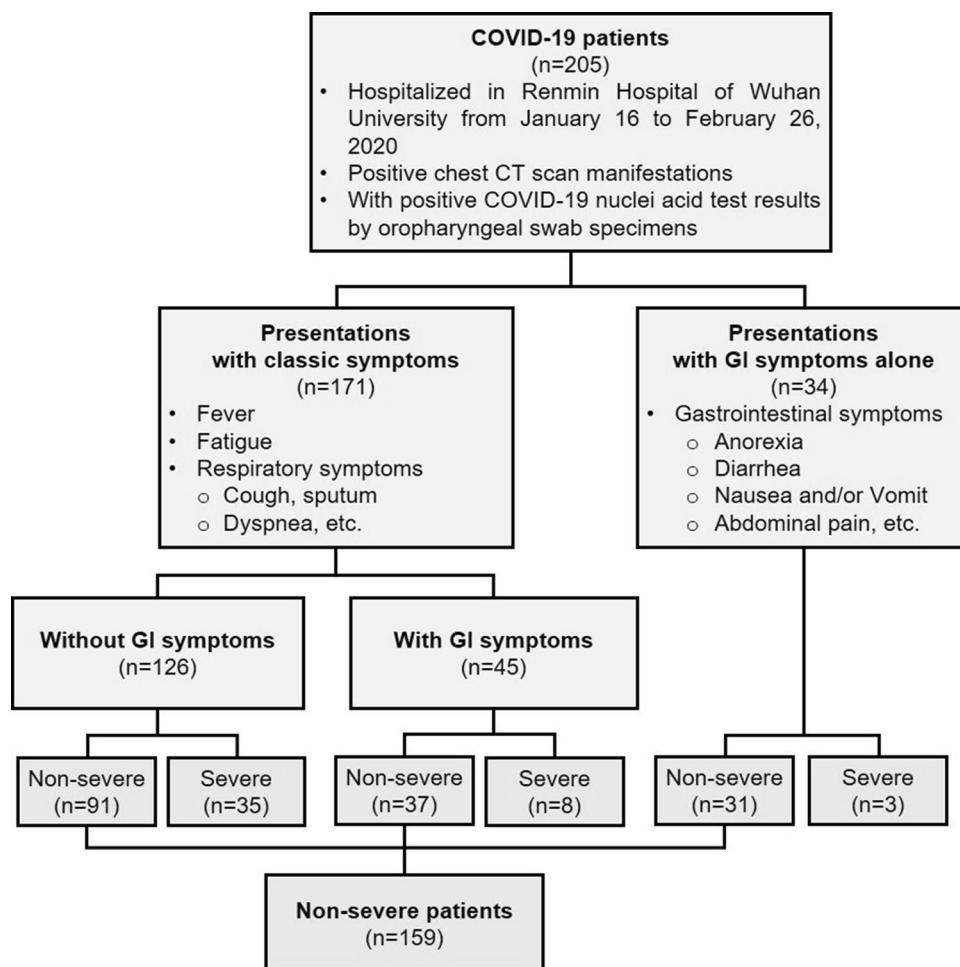 COVID-19 patients
(n=205)
• Hospitalized in Renmin Hospital of Wuhan
University from January 16 to February 26,
2020
• Positive chest CT scan manifestations
• With positive COVID-19 nuclei acid test results
by oropharyngeal swab specimens
Presentations
with classic symptoms
(n=171)
• Fever
• Fatigue
• Respiratory symptoms
o Cough, sputum
o Dyspnea, etc.
Presentations
with GI symptoms alone
(n=34)
• Gastrointestinal symptoms
o Anorexia
o Diarrhea
o Nausea and/or Vomit
o Abdominal pain, etc.
Without GI symptoms
(n=126)
With GI symptoms
(n=45)
Non-severe
(n=91)
Severe
(n=35)
Non-severe
(n=37)
Severe
(n=8)
Non-severe
(n=31)
Severe
(n=3)
Non-severe patients
(n=159)